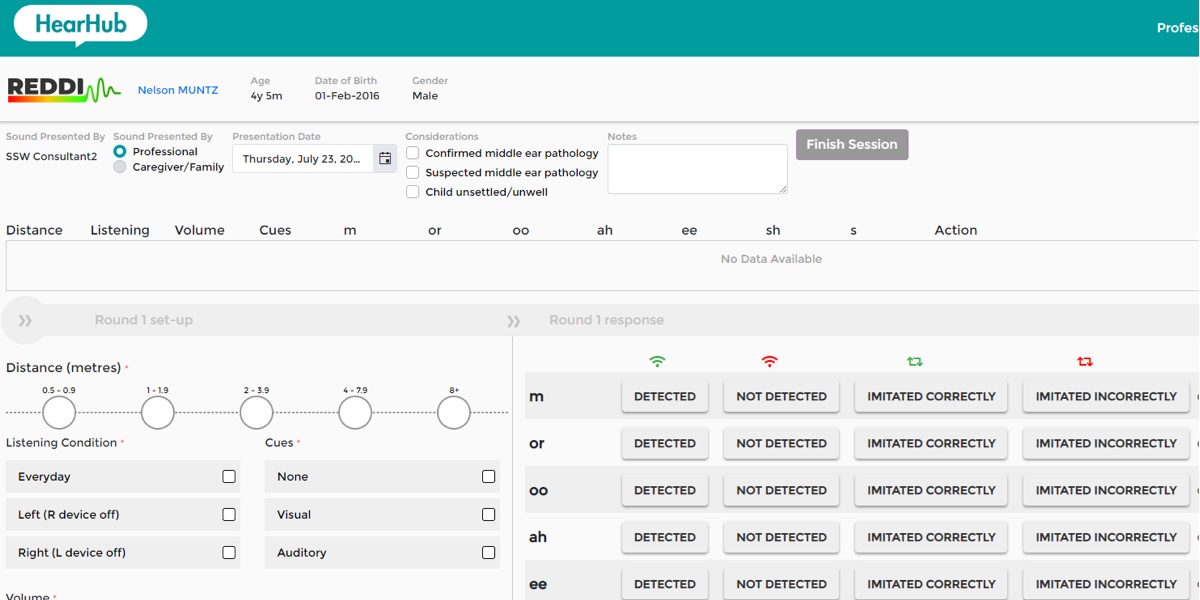 HearHub
Profes
REDDI
Nelson MUNTZ
Age
4y 5m
Date of Birth
01-Feb-2016
Gender
Male
Sound Presented By
SSW Consultant2
Sound Presented By
Professional
Caregiver/Family
Presentation Date
Thursday, July 23, 20...
Considerations
Confirmed middle ear pathology
Suspected middle ear pathology
Child unsettled/unwell
Notes
Finish Session
Distance Listening Volume Cues m or oo ah ee sh s Action
No Data Available
Round 1 set-up
Round 1 response
Distance (metres) *
0.5 - 0.9 1 - 1.9 2 - 3.9 4 - 7.9 8+
Listening Condition *
Everyday
Left (R device off)
Right (L device off)
Cues *
None
Visual
Auditory
Volume *
m DETECTED NOT DETECTED IMITATED CORRECTLY IMITATED INCORRECTLY
or DETECTED NOT DETECTED IMITATED CORRECTLY IMITATED INCORRECTLY
oo DETECTED NOT DETECTED IMITATED CORRECTLY IMITATED INCORRECTLY
ah DETECTED NOT DETECTED IMITATED CORRECTLY IMITATED INCORRECTLY
ee DETECTED NOT DETECTED IMITATED CORRECTLY IMITATED INCORRECTLY